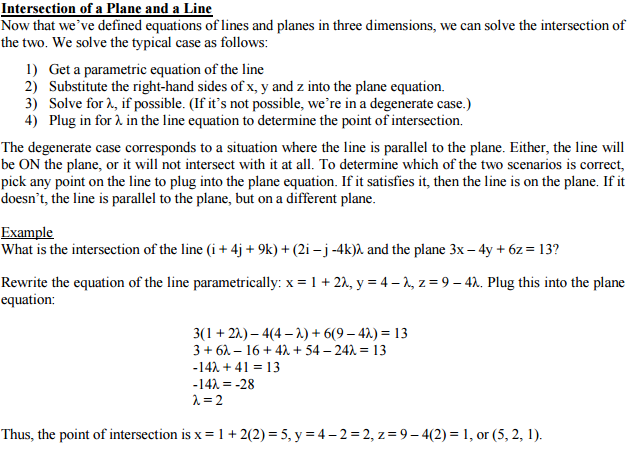 Intersection of a Plane and a Line
Now that we've defined equations of lines and planes in three dimensions, we can solve the intersection of
the two. We solve the typical case as follows:
1) Get a parametric equation of the line
2) Substitute the right-hand sides of x, y and z into the plane equation.
3) Solve for λ, if possible. (If it's not possible, we're in a degenerate case.)
4) Plug in for λ in the line equation to determine the point of intersection.
The degenerate case corresponds to a situation where the line is parallel to the plane. Either, the line will
be ON the plane, or it will not intersect with it at all. To determine which of the two scenarios is correct,
pick any point on the line to plug into the plane equation. If it satisfies it, then the line is on the plane. If it
doesn't, the line is parallel to the plane, but on a different plane.
Example
What is the intersection of the line (i + 4j + 9k) + (2i – j -4k)λ and the plane 3x – 4y + 6z = 13?
Rewrite the equation of the line parametrically: x = 1 + 2λ, y = 4 – λ, z = 9 – 4λ. Plug this into the plane
equation:
3(1 + 2λ) – 4(4 – λ) + 6(9 – 4λ) = 13
3 + 6λ – 16 + 4λ + 54 – 24λ = 13
-14λ + 41 = 13
-14λ = -28
λ = 2
Thus, the point of intersection is x = 1 + 2(2) = 5, y = 4 – 2 = 2, z = 9 – 4(2) = 1, or (5, 2, 1).